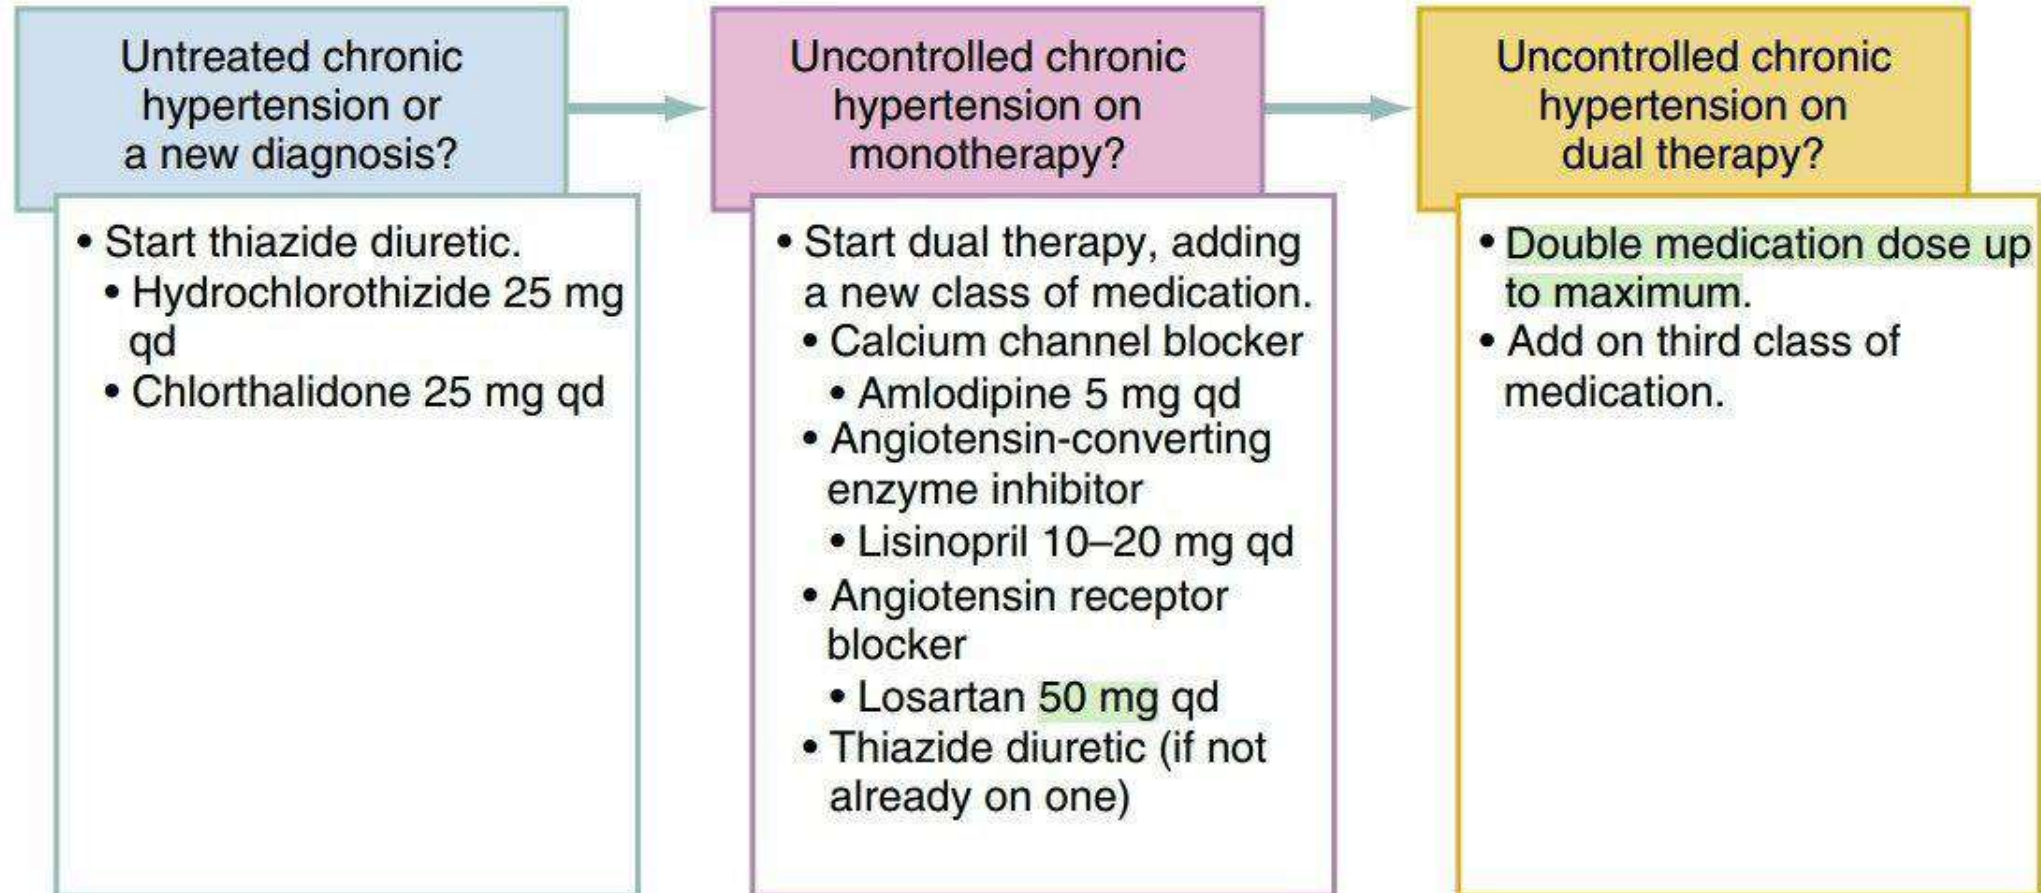 Untreated chronic
hypertension or
a new diagnosis?
• Start thiazide diuretic.
• Hydrochlorothizide 25 mg
qd
• Chlorthalidone 25 mg qd
Uncontrolled chronic
hypertension on
monotherapy?
• Start dual therapy, adding
a new class of medication.
• Calcium channel blocker
• Amlodipine 5 mg qd
• Angiotensin-converting
enzyme inhibitor
• Lisinopril 10–20 mg qd
• Angiotensin receptor
blocker
• Losartan 50 mg qd
• Thiazide diuretic (if not
already on one)
Uncontrolled chronic
hypertension on
dual therapy?
• Double medication dose up
to maximum.
• Add on third class of
medication.